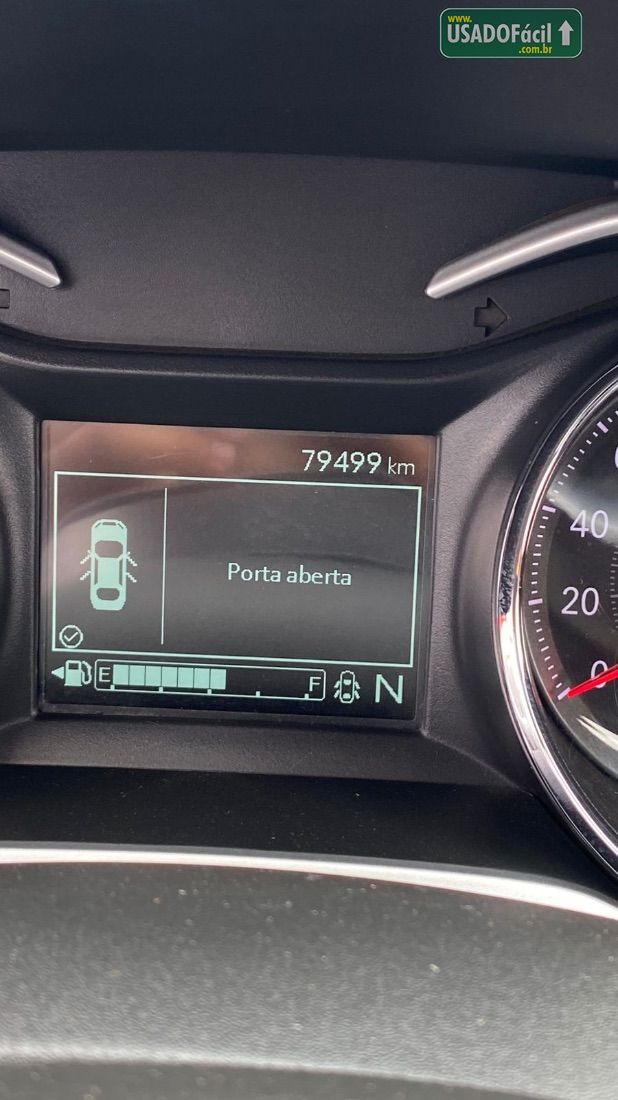 www.
USADOFácil
.com.br
79499 km
Porta aberta
E F N
40
20
0